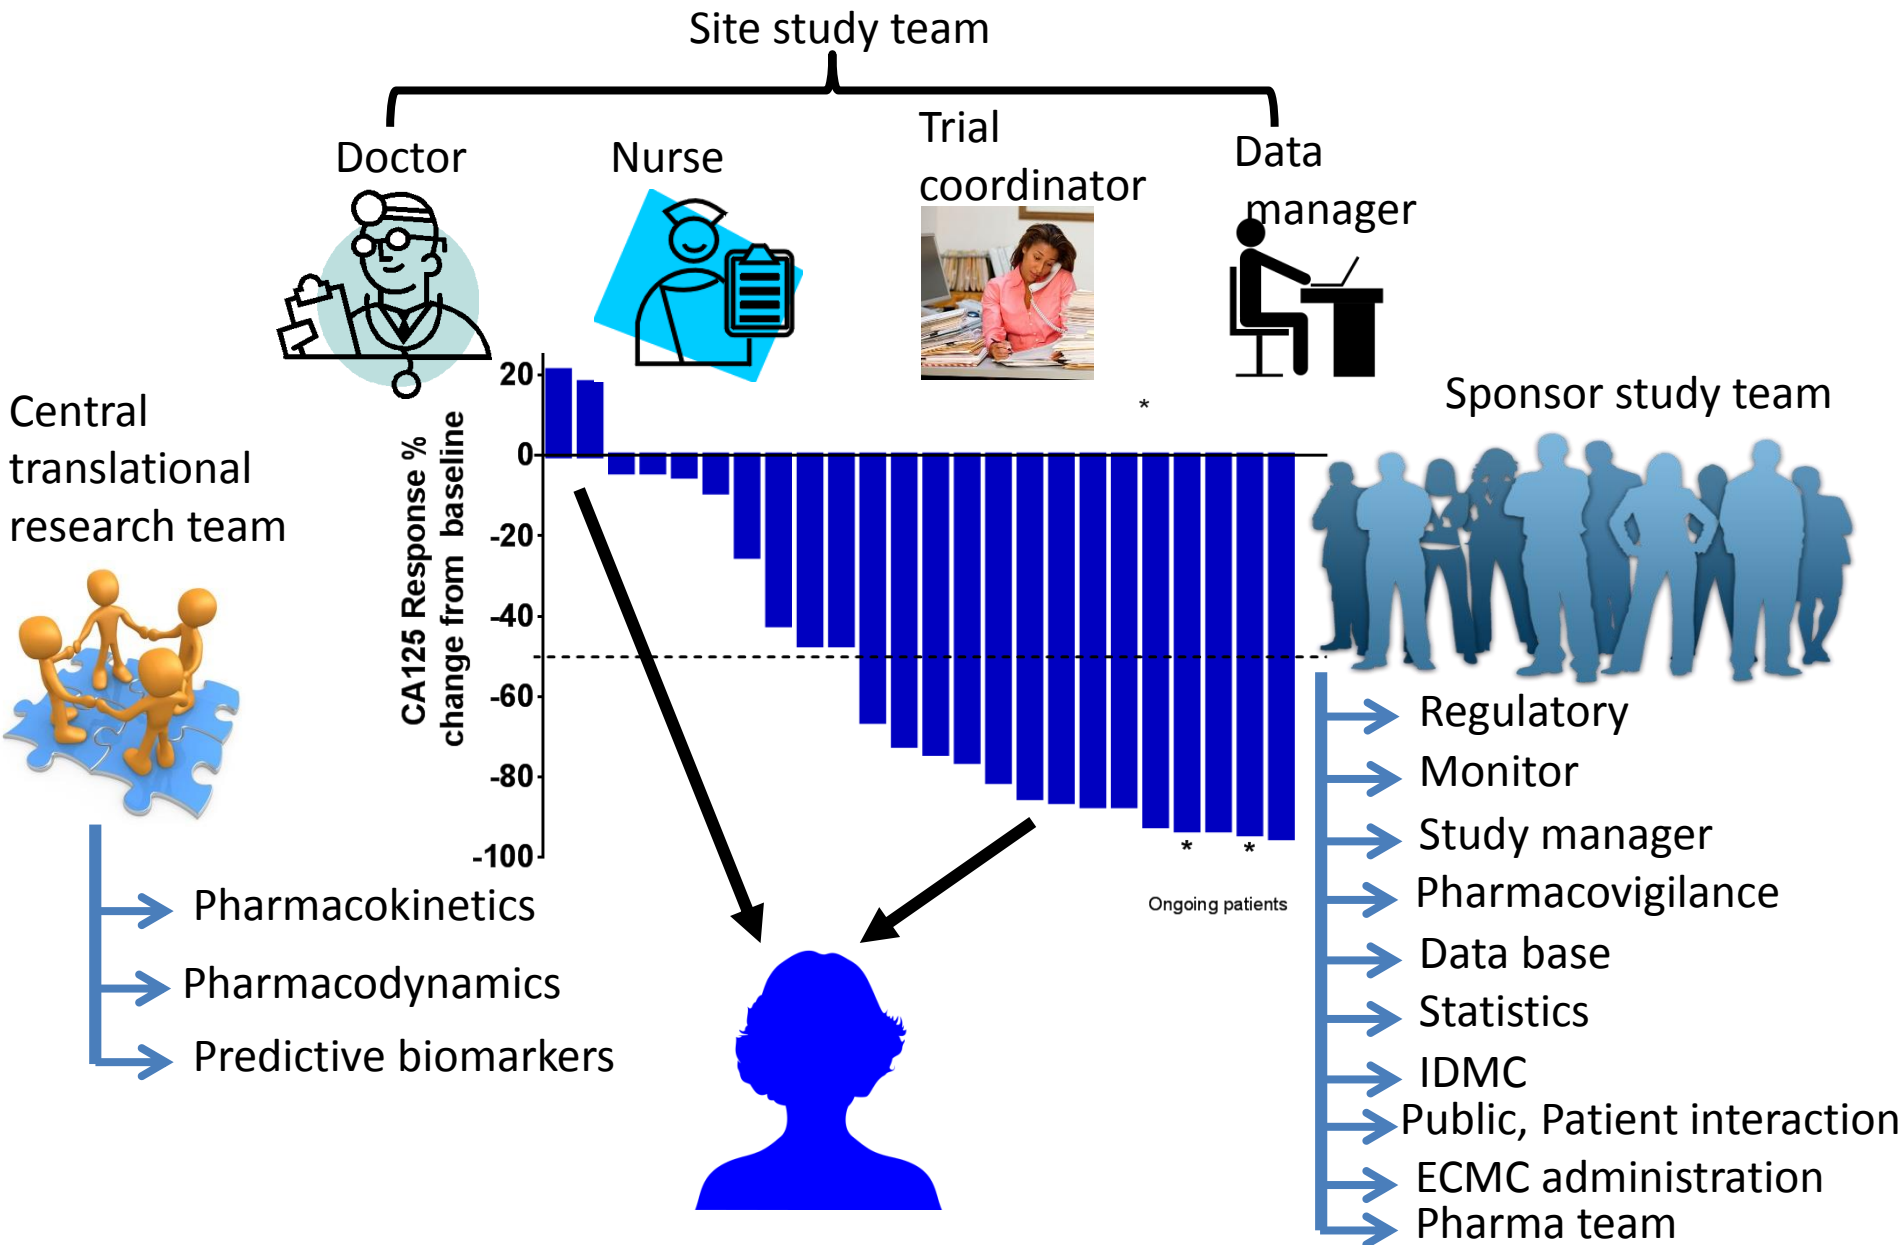 Site study team
Doctor
Nurse
Trial
coordinator
Data
manager
Central
translational
research team
Pharmacokinetics
Pharmacodynamics
Predictive biomarkers
CA125 Response %
change from baseline
20
0
-20
-40
-60
-80
-100
*
*
*
Ongoing patients
Sponsor study team
Regulatory
Monitor
Study manager
Pharmacovigilance
Data base
Statistics
IDMC
Public, Patient interaction
ECMC administration
Pharma team